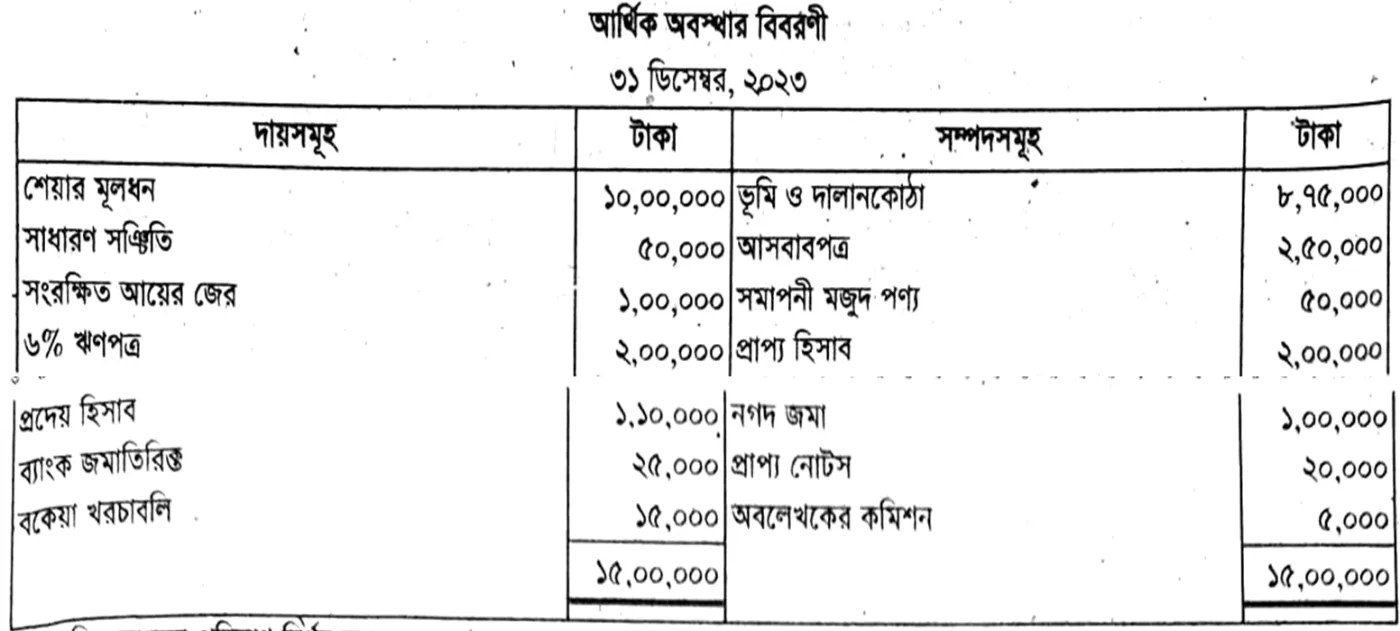 আর্থিক অবস্থার বিবরণী
৩১ ডিসেম্বর, ২০২৩
দায়সমূহ টাকা সম্পদসমূহ টাকা
শেয়ার মূলধন ১০,০০,০০০ ভূমি ও দালানকোঠা ৮,৭৫,০০০
সাধারণ সঞ্চিতি ৫০,০০০ আসবাবপত্র ২,৫০,০০০
সংরক্ষিত আয়ের জের ১,০০,০০০ সমাপনী মজুদ পণ্য ৫০,০০০
৬% ঋণপত্র ২,০০,০০০ প্রাপ্য হিসাব ২,০০,০০০
প্রদেয় হিসাব ১,১০,০০০ নগদ জমা ১,০০,০০০
ব্যাংক জমাতিরিক্ত ২৫,০০০ প্রাপ্য নোটস ২০,০০০
বকেয়া খরচাবলি ১৫,০০০ অবলেখকের কমিশন ৫,০০০
১৫,০০,০০০ ১৫,০০,০০০